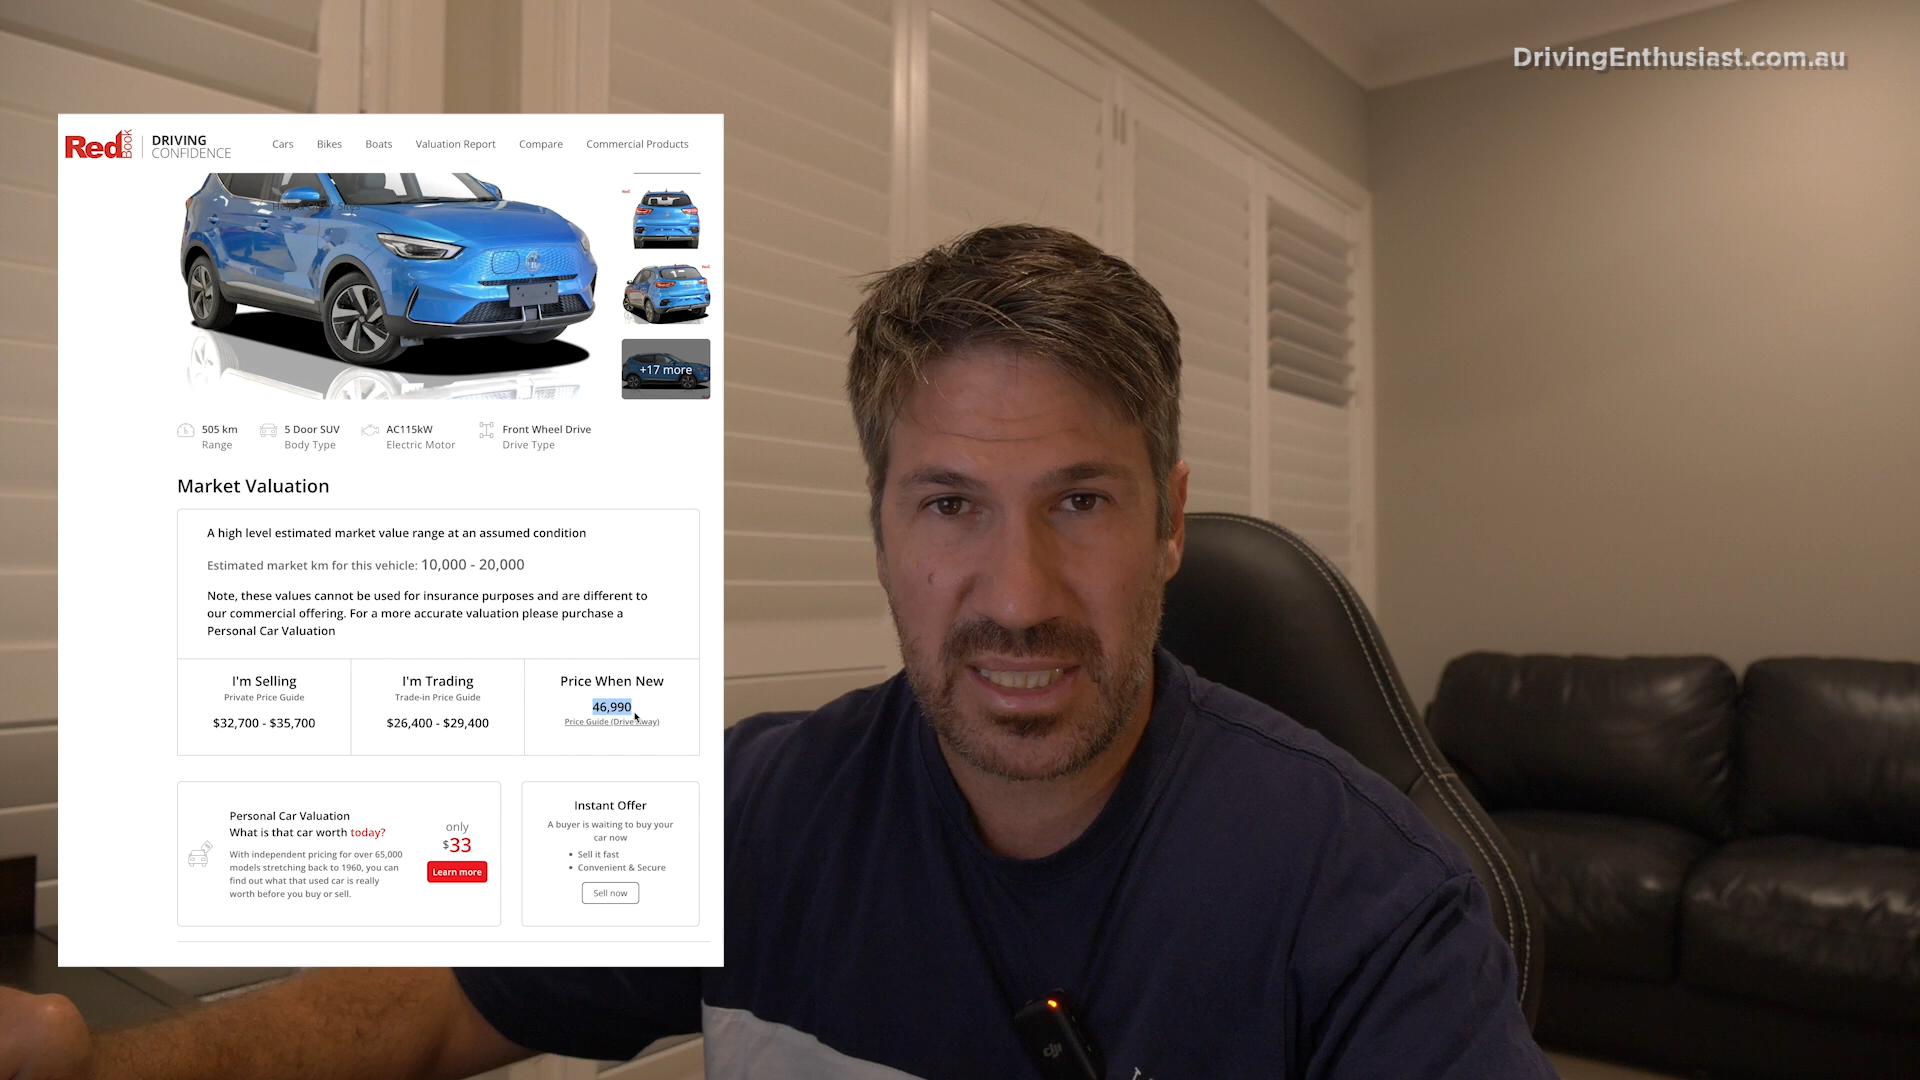 DrivingEnthusiast.com.au
RedBook
DRIVING
CONFIDENCE
Cars
Bikes
Boats
Valuation Report
Compare
Commercial Products
+17 more
505 km
Range
5 Door SUV
Body Type
AC115kW
Electric Motor
Front Wheel Drive
Drive Type
Market Valuation
A high level estimated market value range at an assumed condition
Estimated market km for this vehicle: 10,000 - 20,000
Note, these values cannot be used for insurance purposes and are different to
our commercial offering. For a more accurate valuation please purchase a
Personal Car Valuation
I'm Selling
Private Price Guide
$32,700 - $35,700
I'm Trading
Trade-in Price Guide
$26,400 - $29,400
Price When New
46,990
Price Guide (Drive Away)
Personal Car Valuation
What is that car worth today?
With independent pricing for over 65,000
models stretching back to 1960, you can
find out what that used car is really
worth before you buy or sell.
only
$33
Learn more
Instant Offer
A buyer is waiting to buy your
car now
• Sell it fast
• Convenient & Secure
Sell now
dji